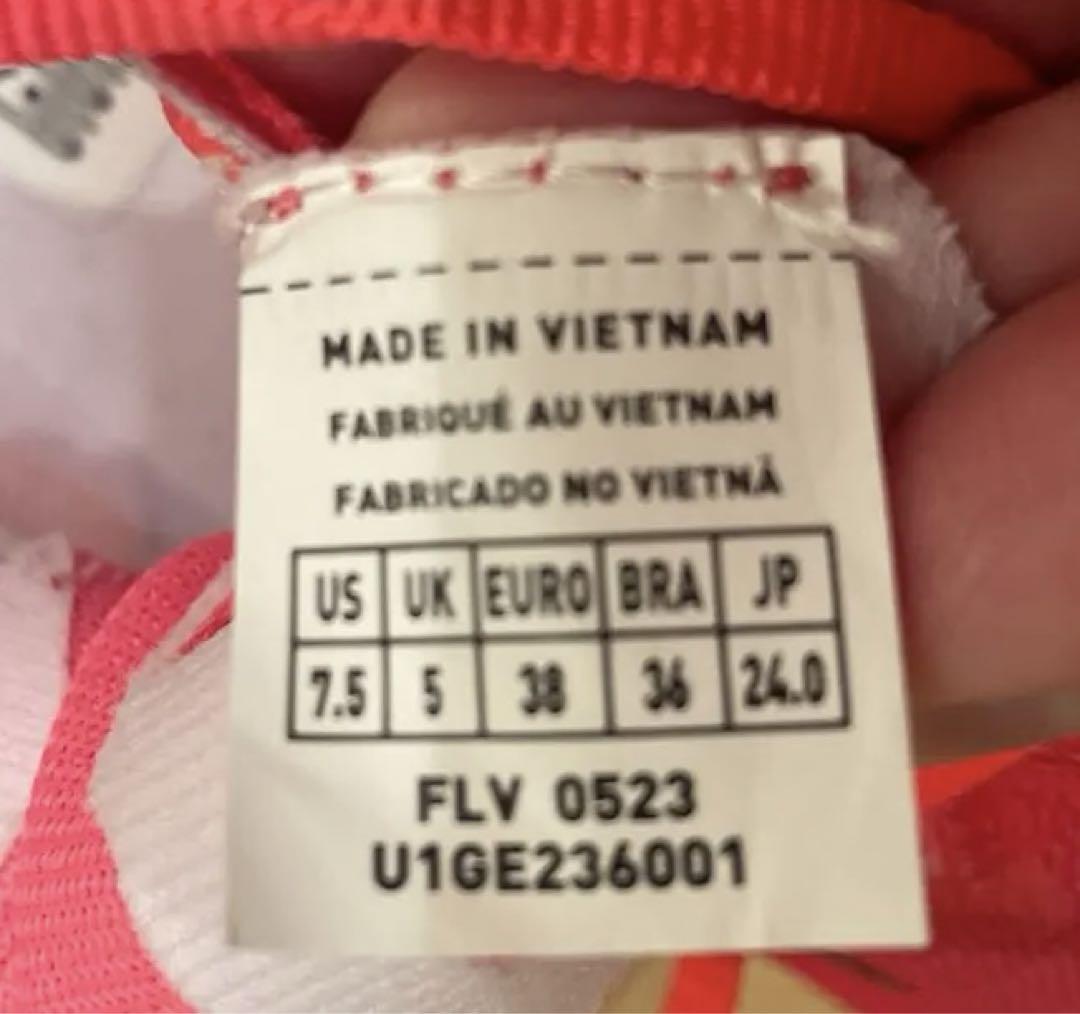 MADE IN VIETNAM
FABRIQUÉ AU VIETNAM
FABRICADO NO VIETNÃ
US UK EURO BRA JP
7.5 5 38 36 24.0
FLV 0523
U1GE236001